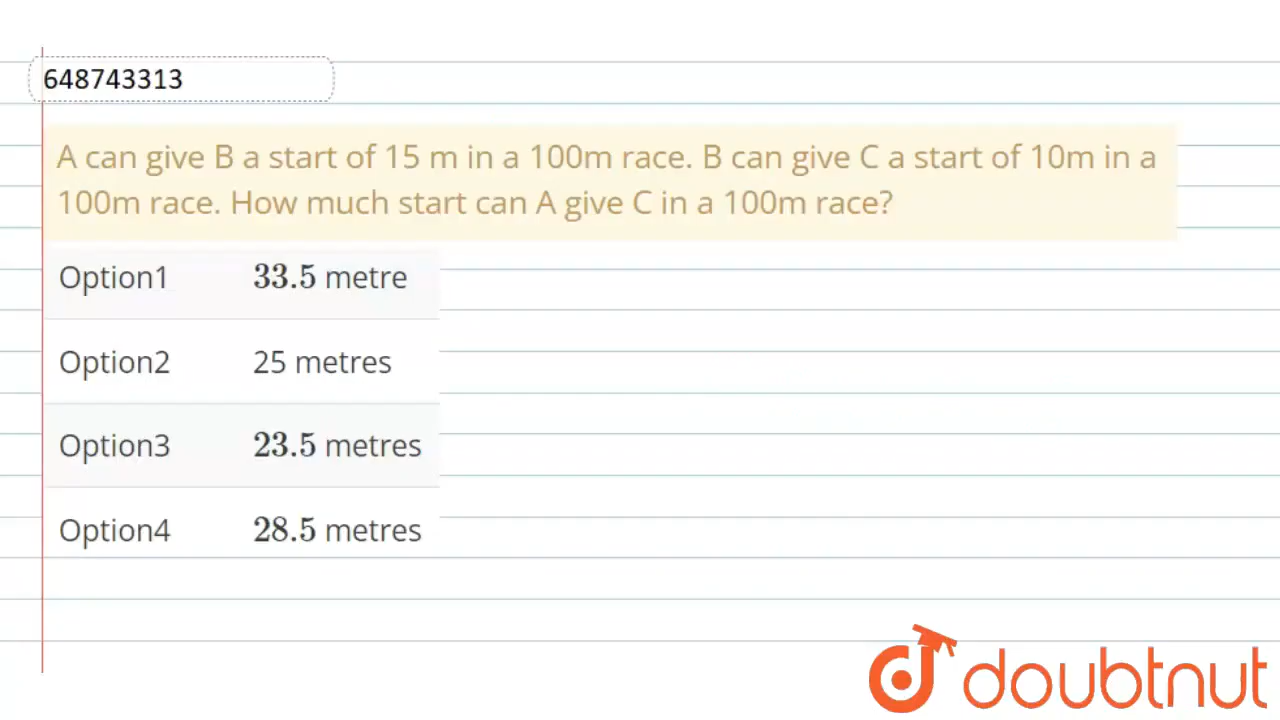 648743313
A can give B a start of 15 m in a 100m race. B can give C a start of 10m in a
100m race. How much start can A give C in a 100m race?
Option1 33.5 metre
Option2 25 metres
Option3 23.5 metres
Option4 28.5 metres
doubtnut